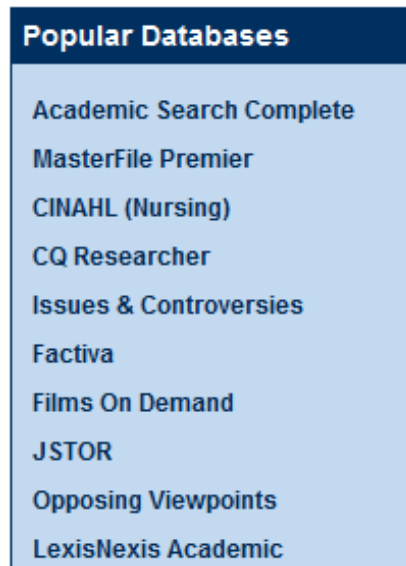 Popular Databases
Academic Search Complete
MasterFile Premier
CINAHL (Nursing)
CQ Researcher
Issues & Controversies
Factiva
Films On Demand
JSTOR
Opposing Viewpoints
LexisNexis Academic